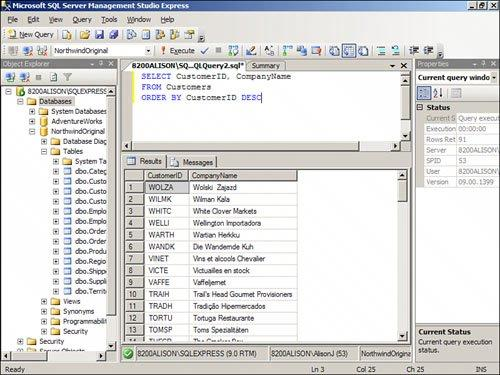 Microsoft SQL Server Management Studio Express
File Edit View Query Tools Window Community Help
New Query
NorthwindOriginal Execute
Object Explorer
8200ALISON\SQLEXPRESS
Databases
System Databases
AdventureWorks
NorthwindOriginal
Database Diag
Tables
System Ta
dbo.Categ
dbo.Custo
dbo.Custo
dbo.Custo
dbo.Emplo
dbo.Emplo
dbo.Order
dbo.Order
dbo.Produ
dbo.Regio
dbo.Shippe
dbo.Suppli
dbo.Territo
Views
Synonyms
Programmabilit
Security
Security
Server Objects
8200ALISON\SQ...QLQuery2.sql* Summary
SELECT CustomerID, CompanyName
FROM Customers
ORDER BY CustomerID DESC
Results Messages
CustomerID CompanyName
1 WOLZA Wolski Zajazd
2 WILMK Wilman Kala
3 WHITC White Clover Markets
4 WELLI Wellington Importadora
5 WARTH Wartian Herkku
6 WANDK Die Wandernde Kuh
7 VINET Vins et alcools Chevalier
8 VICTE Victuailles en stock
9 VAFFE Vaffeljernet
10 TRAIH Trail's Head Gourmet Provisioners
11 TRADH Tradição Hipermercados
12 TORTU Tortuga Restaurante
13 TOMSP Toms Spezialitäten
8200ALISON\SQLEXPRESS (9.0 RTM) 8200ALISON\AlisonJ (53) NorthwindOrigina
Properties
Current query windo
Status
Current S Query execut
Execution 00:00:00
Rows Ret 91
Server 8200ALISON\
SPID 53
User 8200ALISON\
Version 09.00.1399
Current Status
Current query execution status.
Ready Ln 3 Col 25 Ch 25